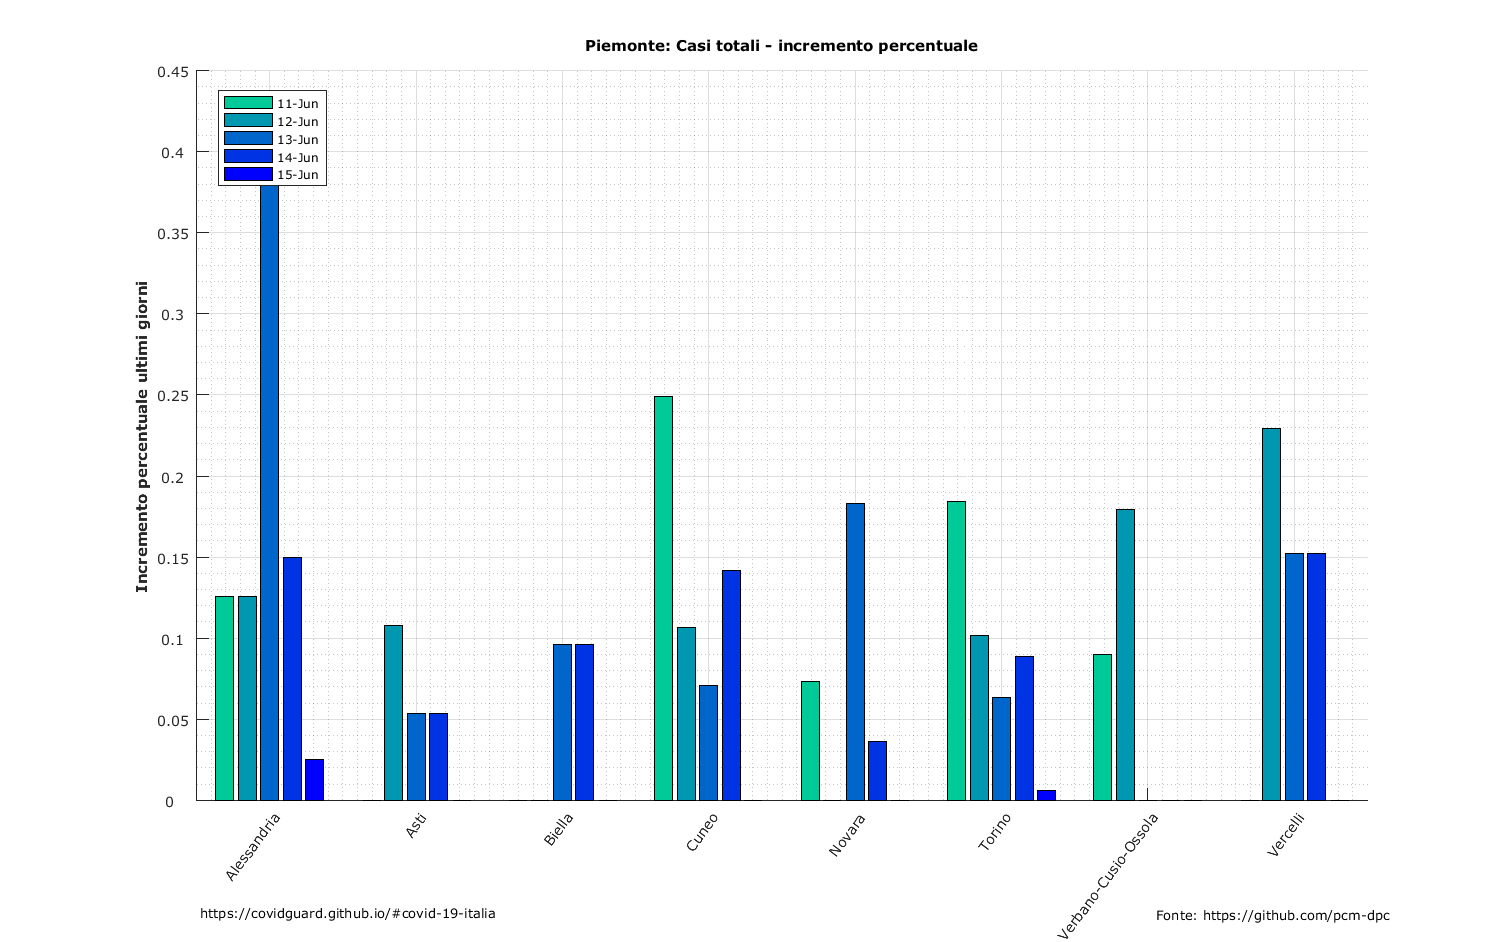 Piemonte: Casi totali - incremento percentuale
0.45
0.4
0.35
0.3
0.25
0.2
0.15
0.1
0.05
0
Incremento percentuale ultimi giorni
11-Jun
12-Jun
13-Jun
14-Jun
15-Jun
Alessandria
Asti
Biella
Cuneo
Novara
Torino
Verbano-Cusio-Ossola
Vercelli
https://covidguard.github.io/#covid-19-italia
Fonte: https://github.com/pcm-dpc